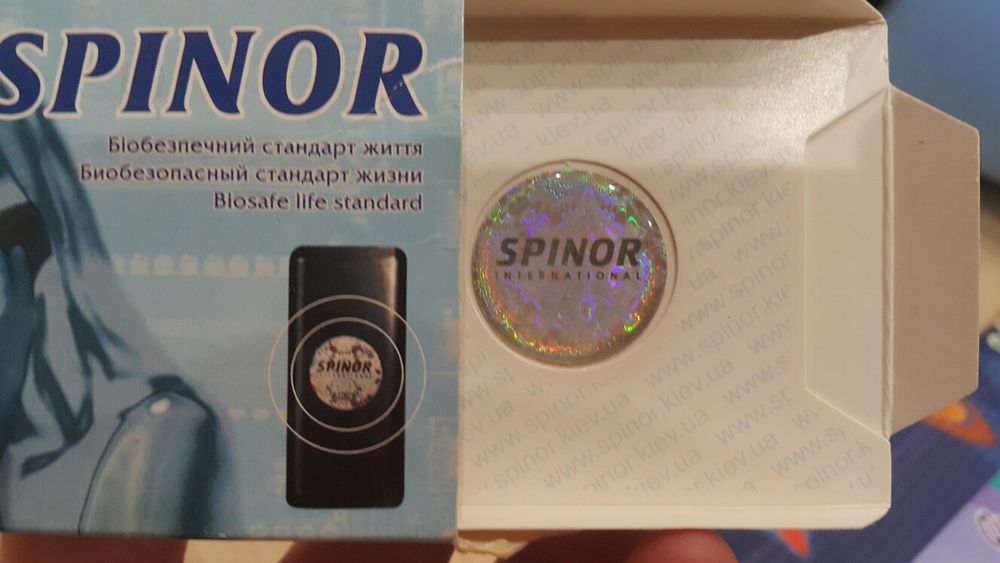 SPINOR
Біобезпечний стандарт життя
Биобезопасный стандарт жизни
Biosafe life standard
SPINOR
INTERNATIONAL
SPINOR
INTERNATIONAL
www.spinor.kiev.ua
www.spinor.kiev.ua
www.spinor.kiev.ua
www.spinor.kiev.ua